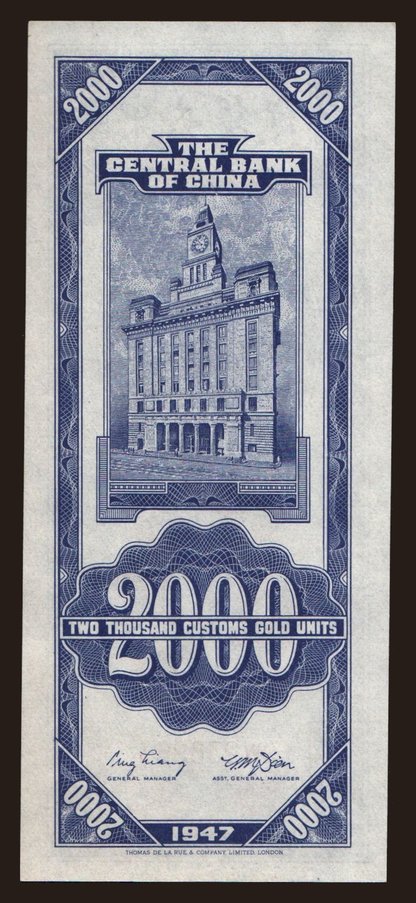 2000 2000
THE
CENTRAL BANK
OF CHINA
2000
TWO THOUSAND CUSTOMS GOLD UNITS
GENERAL MANAGER ASST. GENERAL MANAGER
2000 2000
1947
THOMAS DE LA RUE & COMPANY, LIMITED, LONDON.